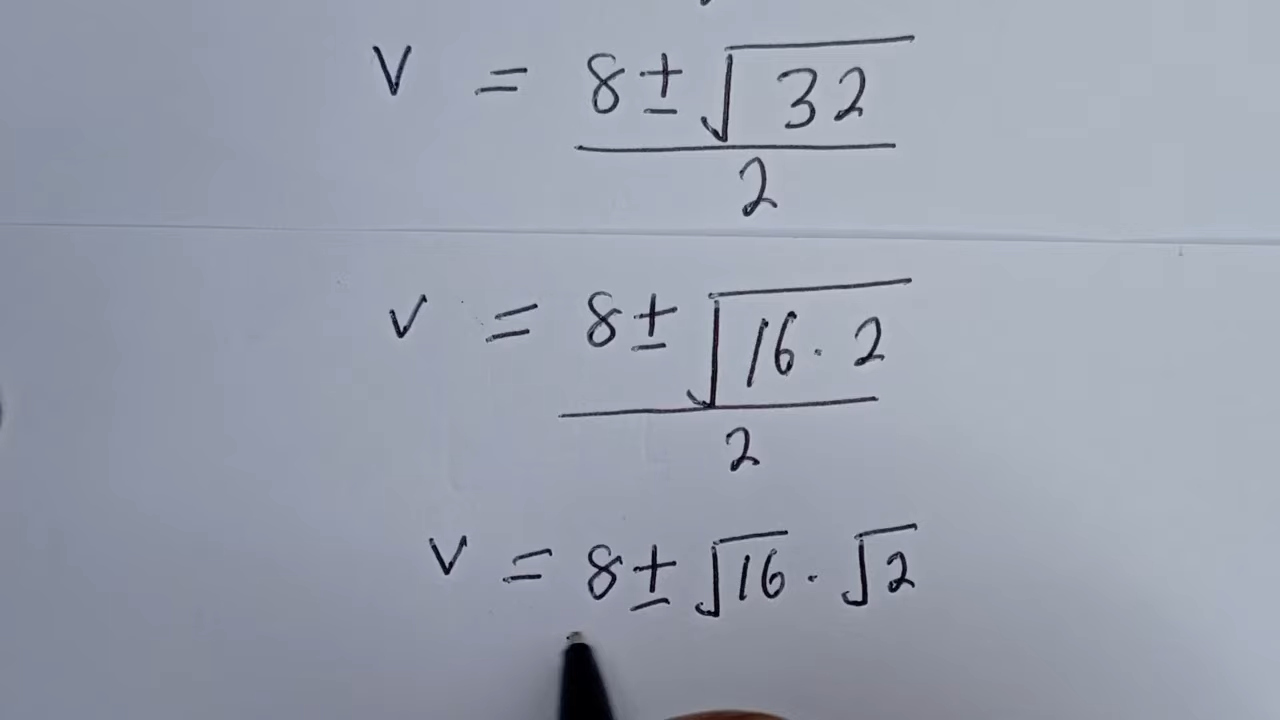 V = 8 ± √32 / 2
V = 8 ± √16 · 2 / 2
V = 8 ± √16 · √2